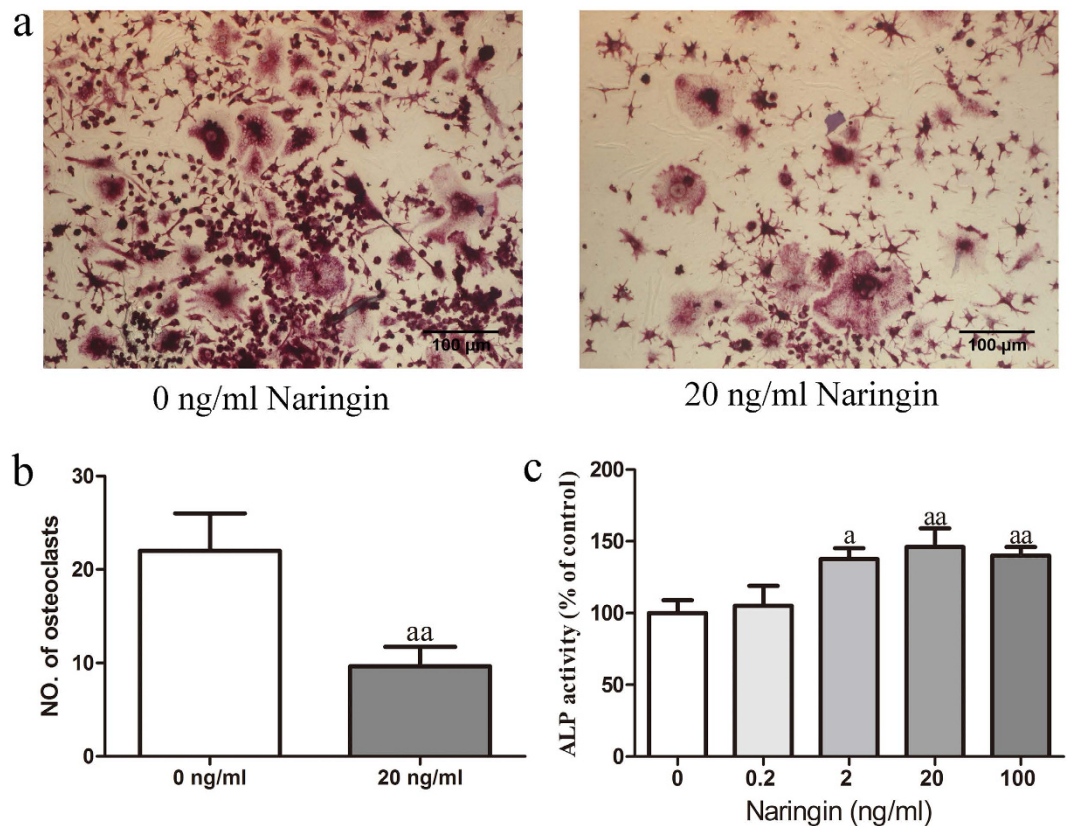 a
100 µm
100 µm
0 ng/ml Naringin
20 ng/ml Naringin
b
NO. of osteoclasts
30
20
10
0
aa
0 ng/ml
20 ng/ml
c
ALP activity (% of control)
200
150
100
50
0
a
aa
aa
0
0.2
2
20
100
Naringin (ng/ml)